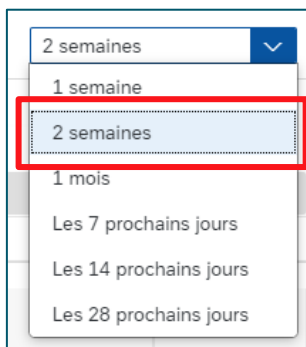 2 semaines
1 semaine
2 semaines
1 mois
Les 7 prochains jours
Les 14 prochains jours
Les 28 prochains jours